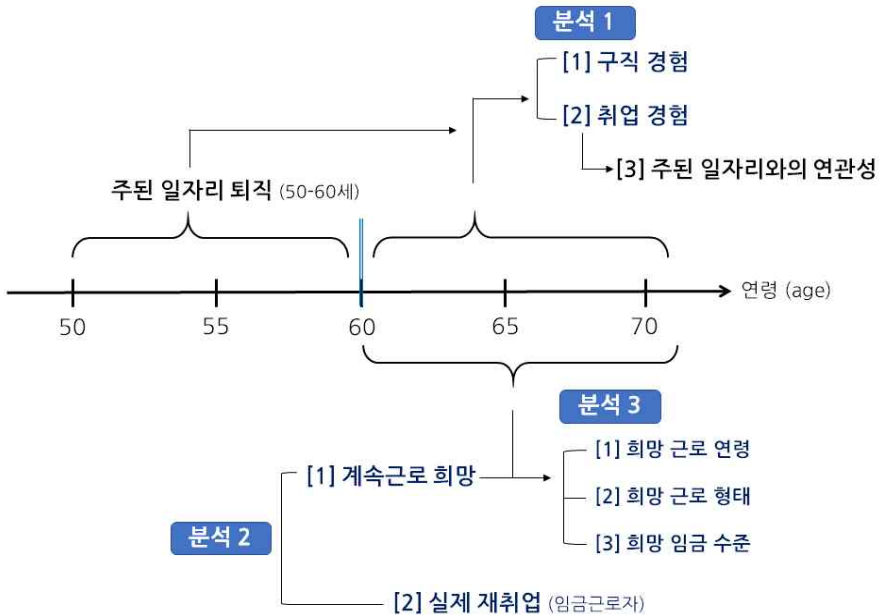 분석 1
[1] 구직 경험
[2] 취업 경험
[3] 주된 일자리와의 연관성
주된 일자리 퇴직 (50-60세)
연령 (age)
50 55 60 65 70
분석 3
[1] 계속근로 희망
[1] 희망 근로 연령
[2] 희망 근로 형태
[3] 희망 임금 수준
분석 2
[2] 실제 재취업 (임금근로자)